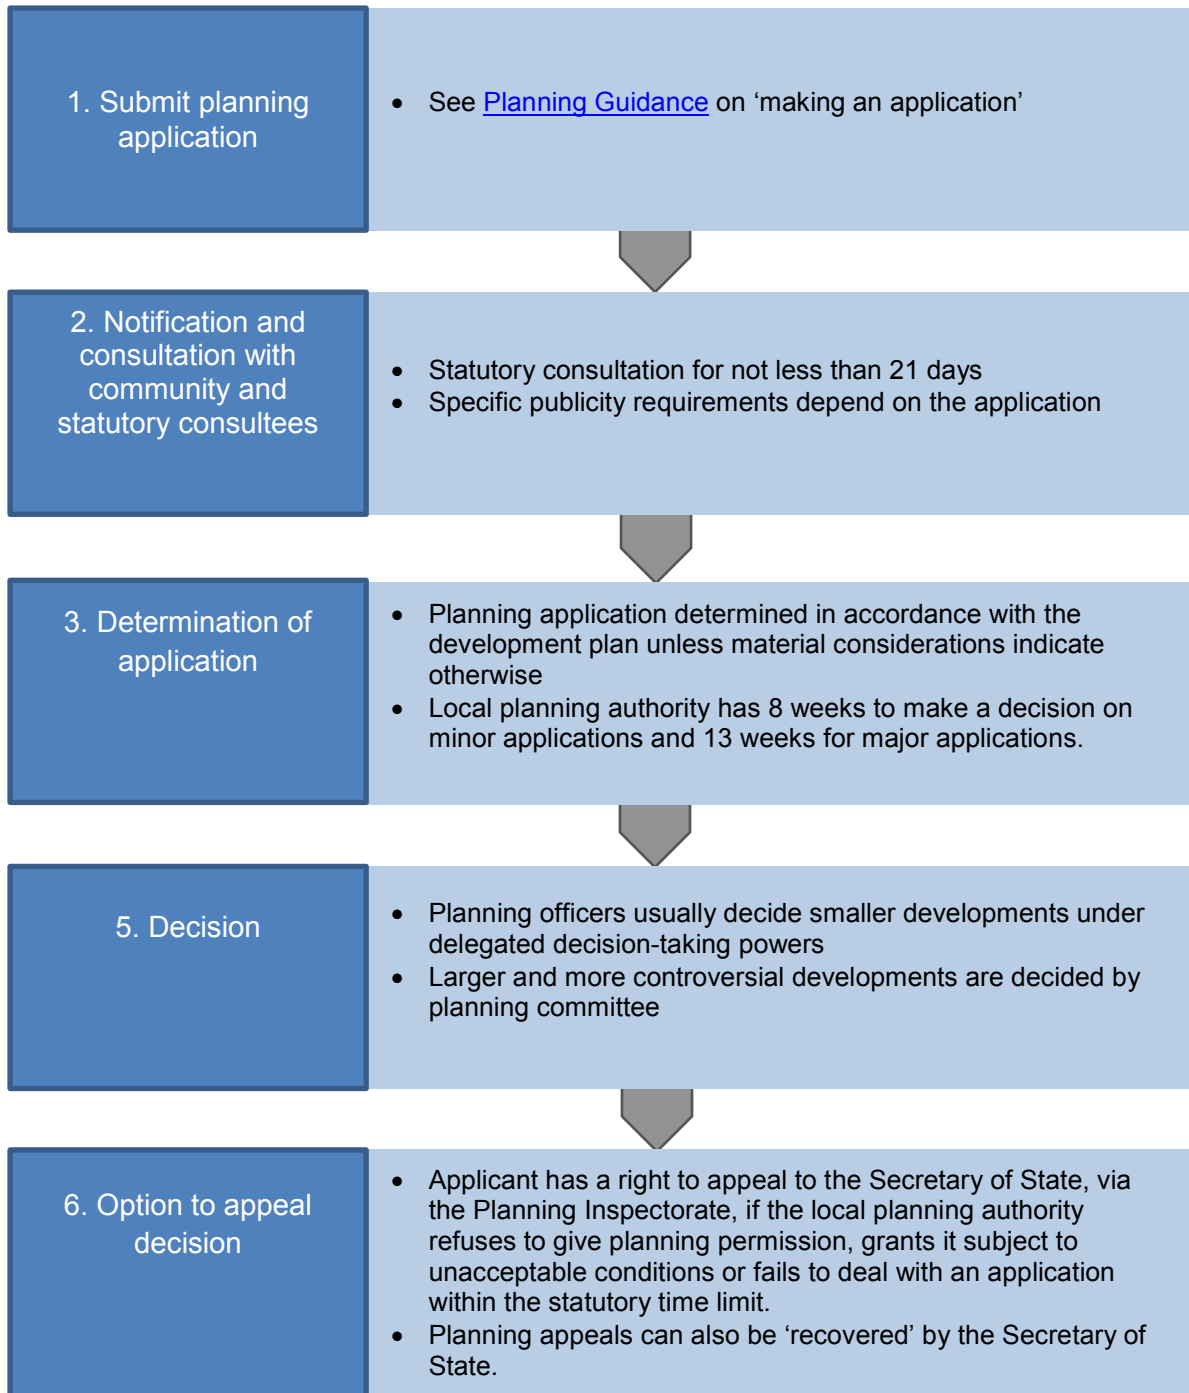 1. Submit planning
application
• See Planning Guidance on ‘making an application’
2. Notification and
consultation with
community and
statutory consultees
• Statutory consultation for not less than 21 days
• Specific publicity requirements depend on the application
3. Determination of
application
• Planning application determined in accordance with the
development plan unless material considerations indicate
otherwise
• Local planning authority has 8 weeks to make a decision on
minor applications and 13 weeks for major applications.
5. Decision
• Planning officers usually decide smaller developments under
delegated decision-taking powers
• Larger and more controversial developments are decided by
planning committee
6. Option to appeal
decision
• Applicant has a right to appeal to the Secretary of State, via
the Planning Inspectorate, if the local planning authority
refuses to give planning permission, grants it subject to
unacceptable conditions or fails to deal with an application
within the statutory time limit.
• Planning appeals can also be ‘recovered’ by the Secretary of
State.